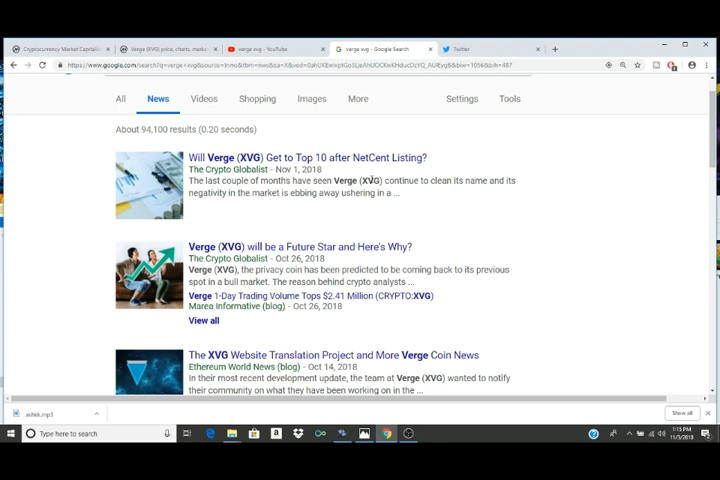 Cryptocurrency Market Capitaliz
Verge (XVG) price, charts, market
verge xvg - YouTube
verge xvg - Google Search
Twitter
All
News
Videos
Shopping
Images
More
Settings
Tools
About 94,100 results (0.20 seconds)
Will Verge (XVG) Get to Top 10 after NetCent Listing?
The Crypto Globalist - Nov 1, 2018
The last couple of months have seen Verge (XVG) continue to clean its name and its
negativity in the market is ebbing away ushering in a ...
Verge (XVG) will be a Future Star and Here's Why?
The Crypto Globalist - Oct 26, 2018
Verge (XVG), the privacy coin has been predicted to be coming back to its previous
spot in a bull market. The reason behind crypto analysts ...
Verge 1-Day Trading Volume Tops $2.41 Million (CRYPTO:XVG)
Marea Informative (blog) - Oct 26, 2018
View all
The XVG Website Translation Project and More Verge Coin News
Ethereum World News (blog) - Oct 14, 2018
In their most recent development update, the team at Verge (XVG) wanted to notify
their community on what they have been working on in the ...
Show all
Type here to search
1:15 PM
11/3/2018